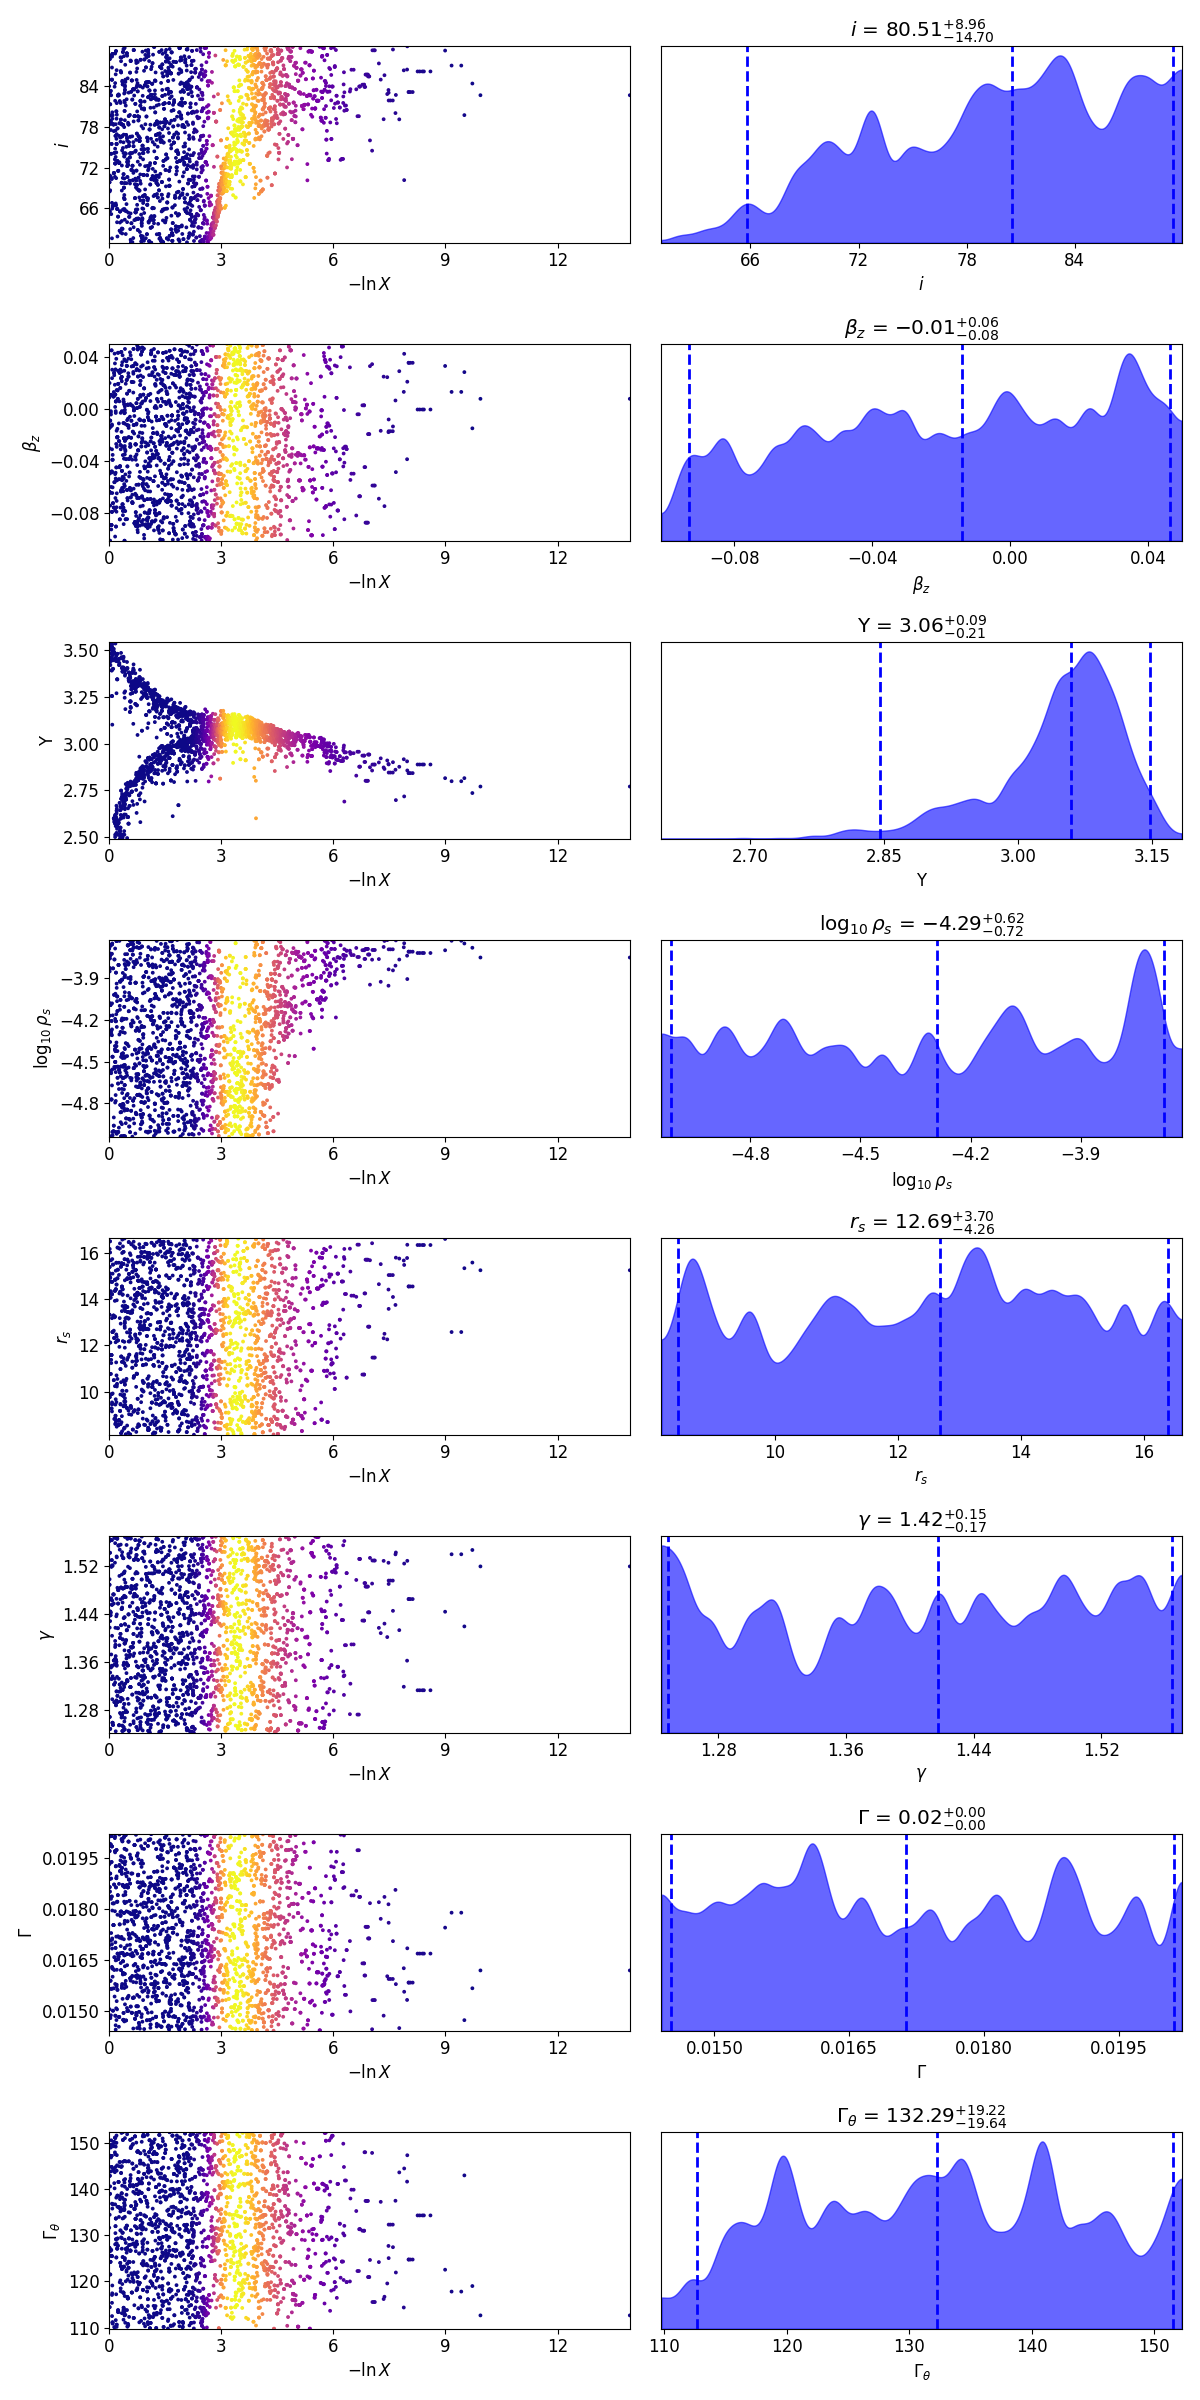 i = 80.51 +8.96 −14.70
84
78
72
66
i
0 3 6 9 12
−ln X
66 72 78 84
i
β_z = −0.01 +0.06 −0.08
0.04
0.00
−0.04
−0.08
β_z
0 3 6 9 12
−ln X
−0.08 −0.04 0.00 0.04
β_z
Υ = 3.06 +0.09 −0.21
3.50
3.25
3.00
2.75
2.50
Υ
0 3 6 9 12
−ln X
2.70 2.85 3.00 3.15
Υ
log₁₀ ρ_s = −4.29 +0.62 −0.72
−3.9
−4.2
−4.5
−4.8
log₁₀ ρ_s
0 3 6 9 12
−ln X
−4.8 −4.5 −4.2 −3.9
log₁₀ ρ_s
r_s = 12.69 +3.70 −4.26
16
14
12
10
r_s
0 3 6 9 12
−ln X
10 12 14 16
r_s
γ = 1.42 +0.15 −0.17
1.52
1.44
1.36
1.28
γ
0 3 6 9 12
−ln X
1.28 1.36 1.44 1.52
γ
Γ = 0.02 +0.00 −0.00
0.0195
0.0180
0.0165
0.0150
Γ
0 3 6 9 12
−ln X
0.0150 0.0165 0.0180 0.0195
Γ
Γ_θ = 132.29 +19.22 −19.64
150
140
130
120
110
Γ_θ
0 3 6 9 12
−ln X
110 120 130 140 150
Γ_θ